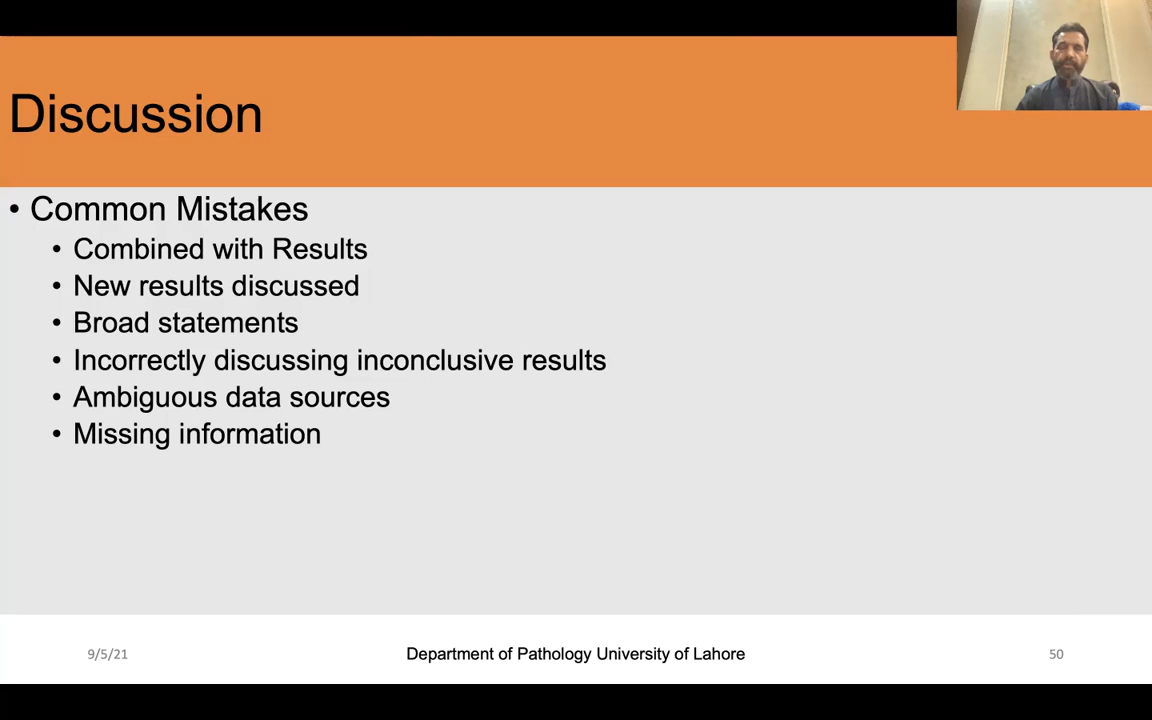 Discussion
• Common Mistakes
• Combined with Results
• New results discussed
• Broad statements
• Incorrectly discussing inconclusive results
• Ambiguous data sources
• Missing information
9/5/21
Department of Pathology University of Lahore
50